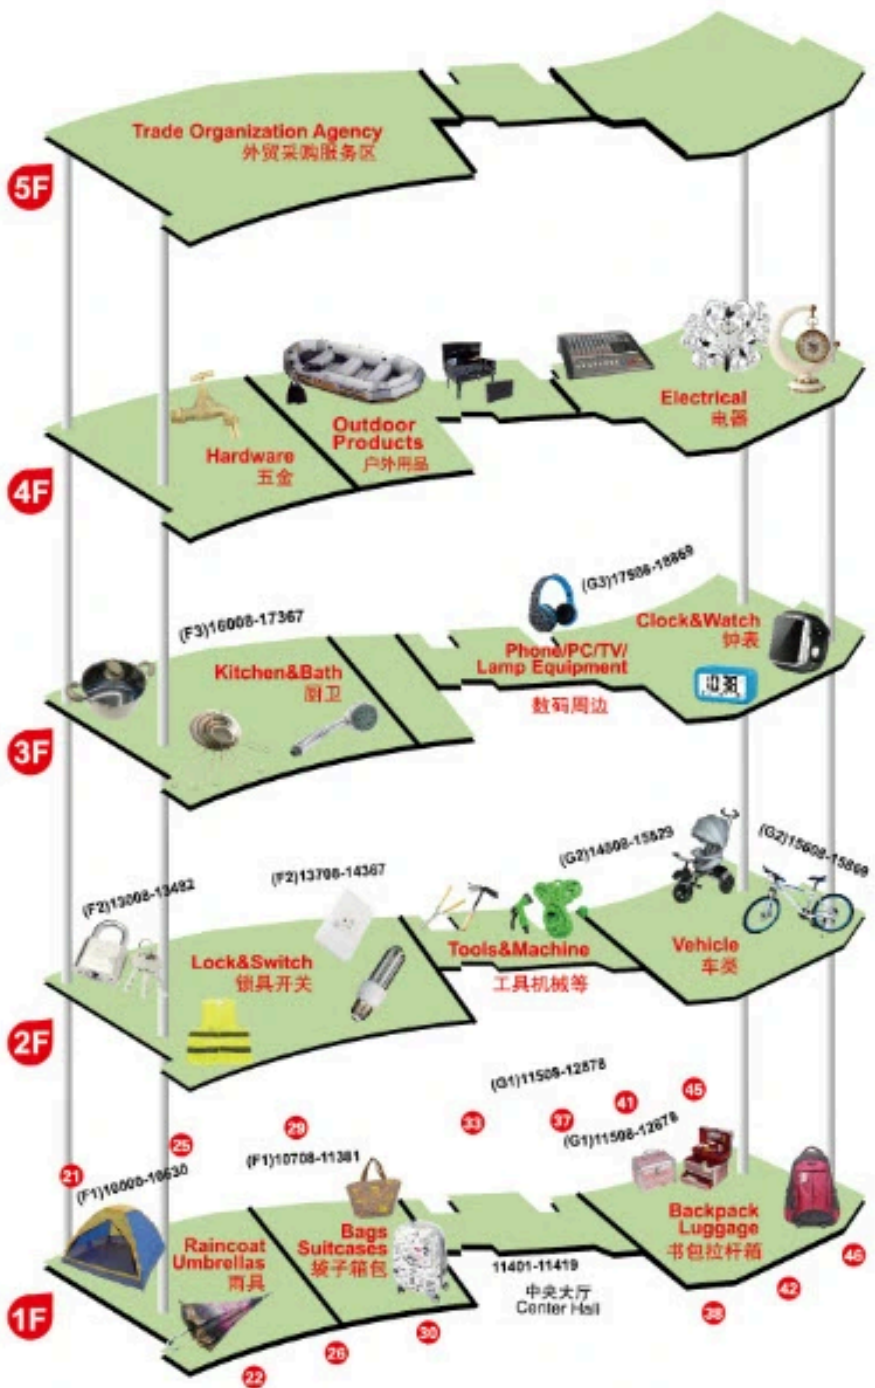 Trade Organization Agency
外贸采购服务区
5F
Electrical
电器
Outdoor
Products
户外用品
Hardware
五金
4F
(G3)17508-18869
(F3)16008-17367
Clock&Watch
钟表
Phone/PC/TV/
Lamp Equipment
数码周边
Kitchen&Bath
厨卫
10:38
3F
(G2)14508-15529
(G2)15608-15869
(F2)13708-14367
(F2)13008-13482
Lock&Switch
锁具开关
Tools&Machine
工具机械等
Vehicle
车类
2F
(G1)11508-12878
45
41
37
33
29
25
21
(G1)11508-12878
(F1)10708-11381
(F1)10008-10630
Raincoat
Umbrellas
雨具
Bags
Suitcases
袋子箱包
Backpack
Luggage
书包拉杆箱
11401-11419
中央大厅
Center Hall
46
42
38
30
26
22
1F